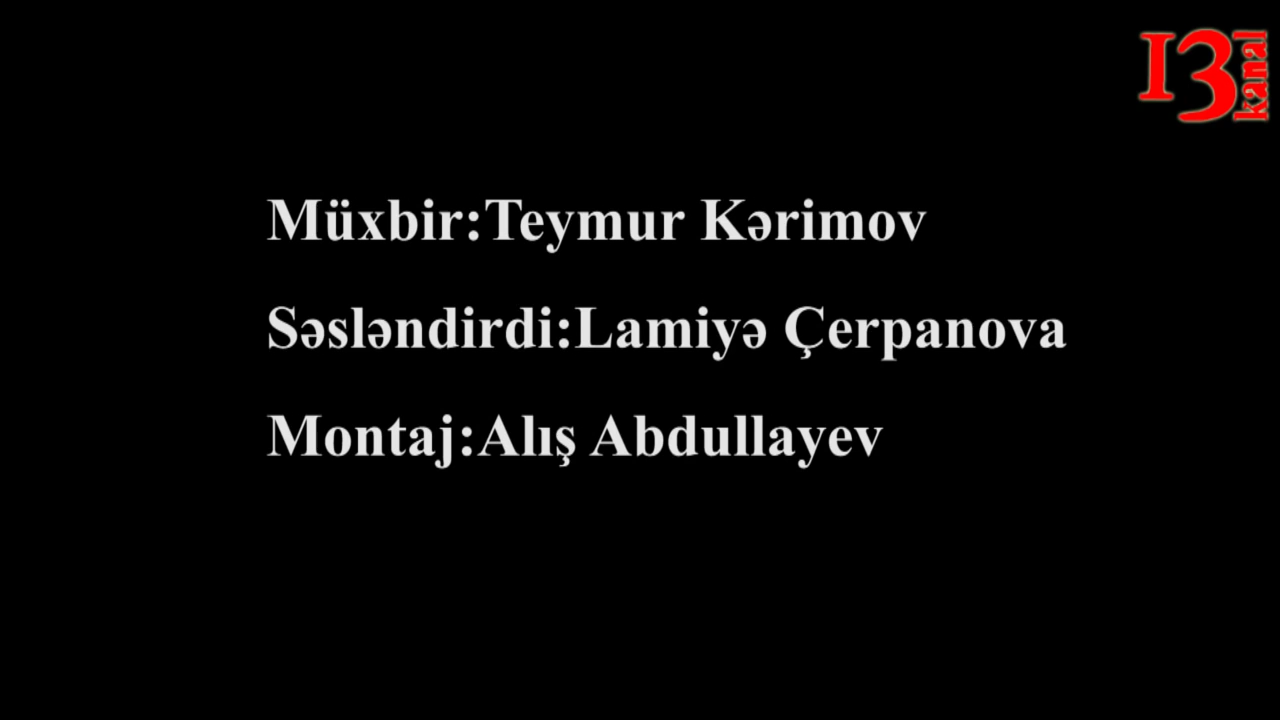 13 kanal
Müxbir:Teymur Kərimov
Səsləndirdi:Lamiyə Çerpanova
Montaj:Alış Abdullayev